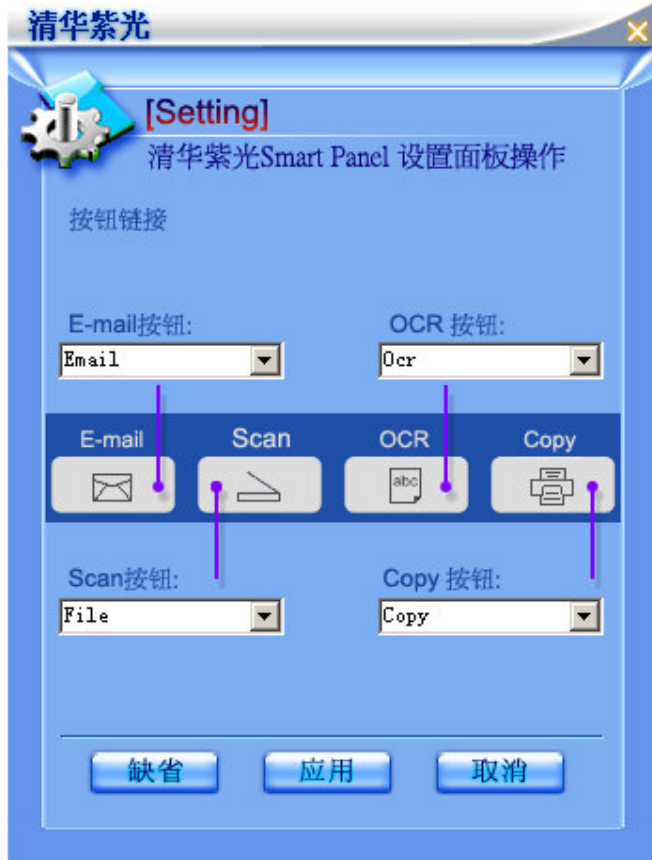 清华紫光
[Setting]
清华紫光Smart Panel 设置面板操作
按钮链接
E-mail按钮: OCR 按钮:
Email Ocr
E-mail Scan OCR Copy
abc
Scan按钮: Copy 按钮:
File Copy
缺省 应用 取消